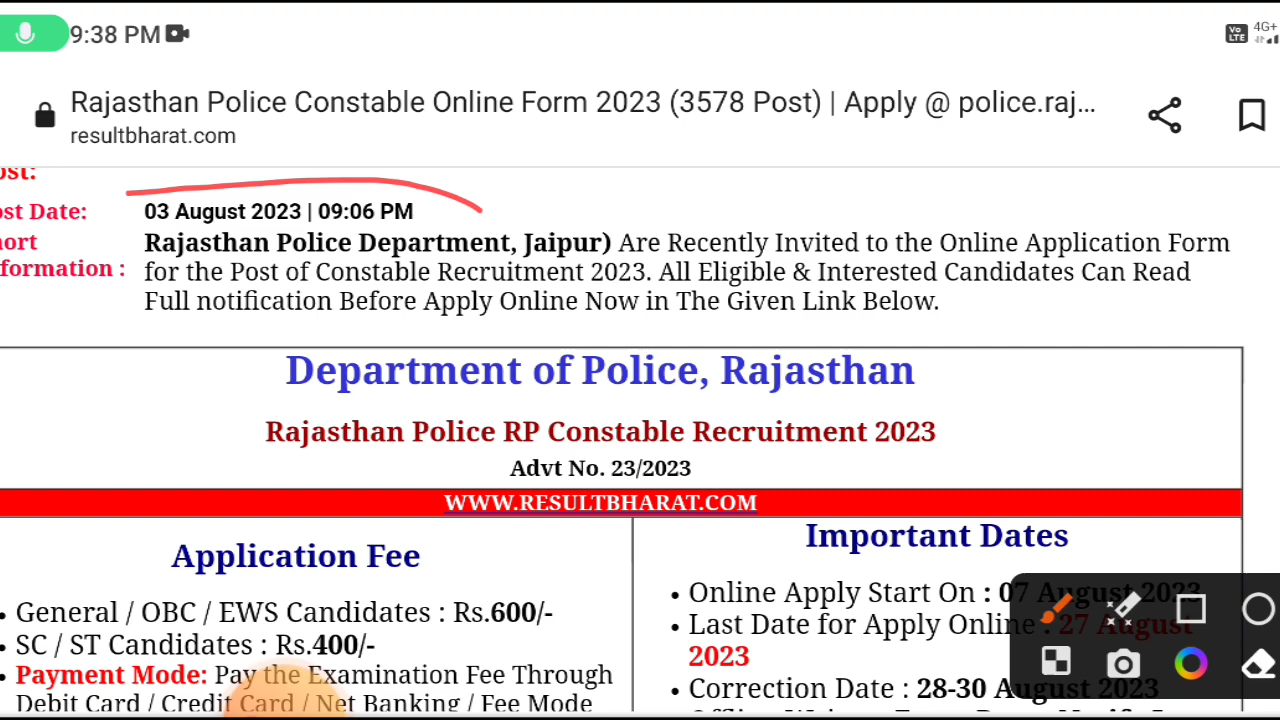 9:38 PM
Vo LTE 4G+
Rajasthan Police Constable Online Form 2023 (3578 Post) | Apply @ police.raj...
resultbharat.com
ost:
ost Date: 03 August 2023 | 09:06 PM
hort Rajasthan Police Department, Jaipur) Are Recently Invited to the Online Application Form
formation : for the Post of Constable Recruitment 2023. All Eligible & Interested Candidates Can Read
Full notification Before Apply Online Now in The Given Link Below.
Department of Police, Rajasthan
Rajasthan Police RP Constable Recruitment 2023
Advt No. 23/2023
WWW.RESULTBHARAT.COM
Application Fee
• General / OBC / EWS Candidates : Rs.600/-
• SC / ST Candidates : Rs.400/-
• Payment Mode: Pay the Examination Fee Through
Debit Card / Credit Card / Net Banking / Fee Mode
Important Dates
• Online Apply Start On : 07 August 2023
• Last Date for Apply Online : 27 August
2023
• Correction Date : 28-30 August 2023